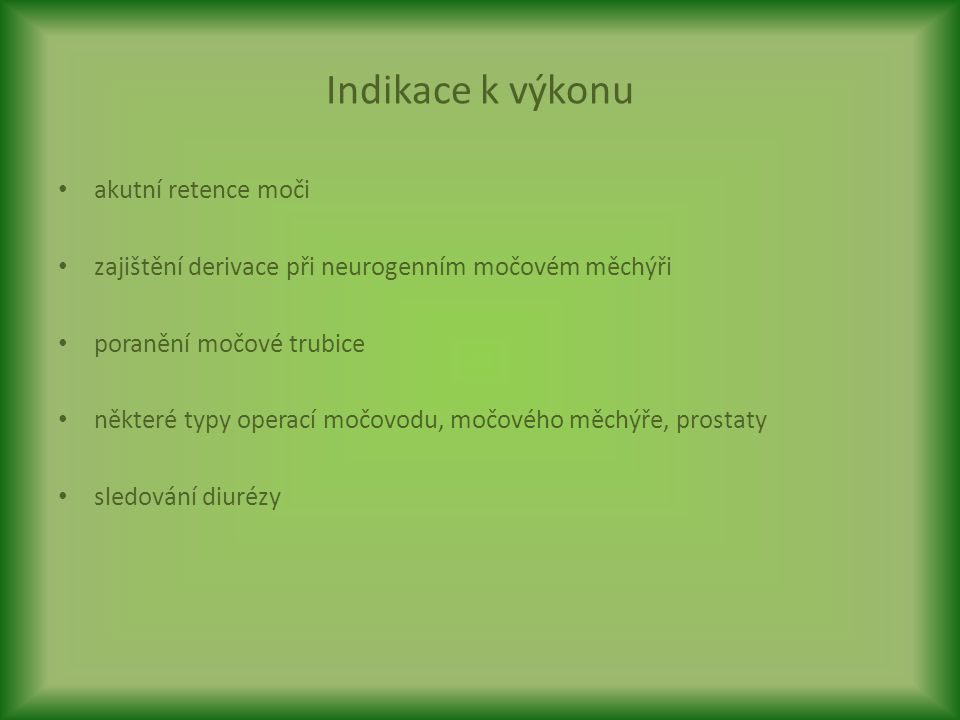 Indikace k výkonu
• akutní retence moči
• zajištění derivace při neurogenním močovém měchýři
• poranění močové trubice
• některé typy operací močovodu, močového měchýře, prostaty
• sledování diurézy